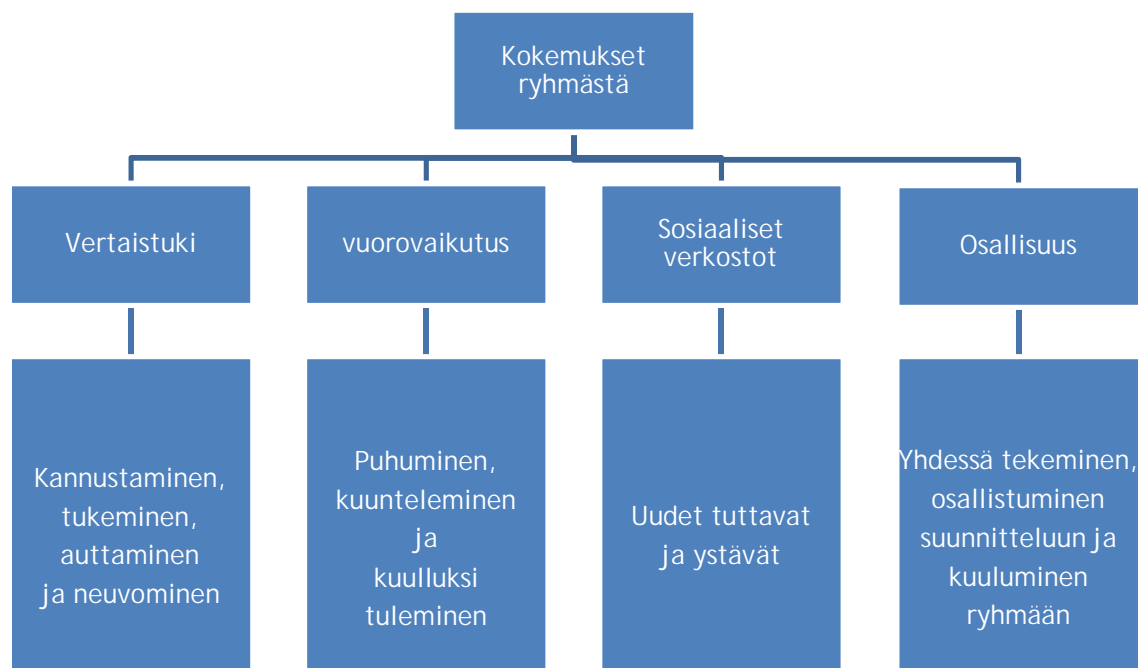 Kokemukset
ryhmästä
Vertaistuki
vuorovaikutus
Sosiaaliset
verkostot
Osallisuus
Kannustaminen,
tukeminen,
auttaminen
ja neuvominen
Puhuminen,
kuunteleminen
ja
kuulluksi
tuleminen
Uudet tuttavat
ja ystävät
Yhdessä tekeminen,
osallistuminen
suunnitteluun ja
kuuluminen
ryhmään